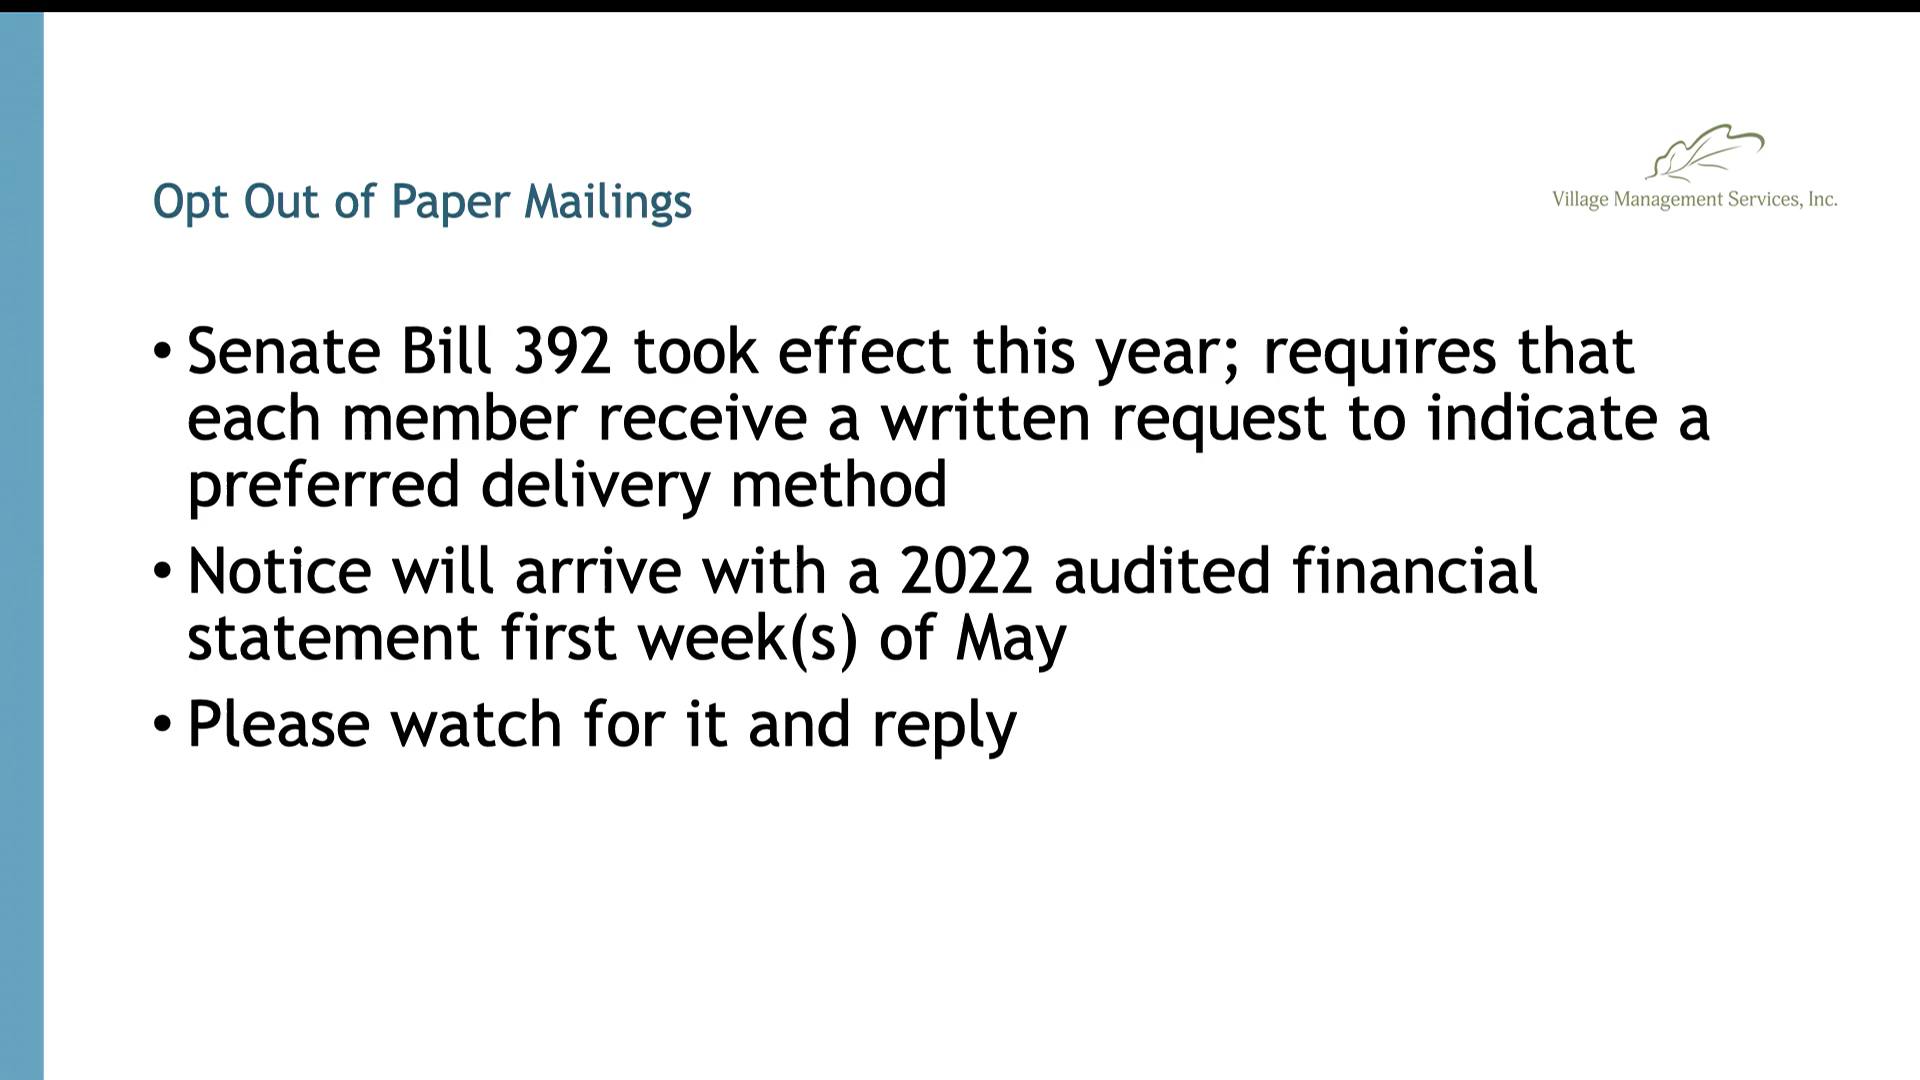 Village Management Services, Inc.
Opt Out of Paper Mailings
• Senate Bill 392 took effect this year; requires that
each member receive a written request to indicate a
preferred delivery method
• Notice will arrive with a 2022 audited financial
statement first week(s) of May
• Please watch for it and reply